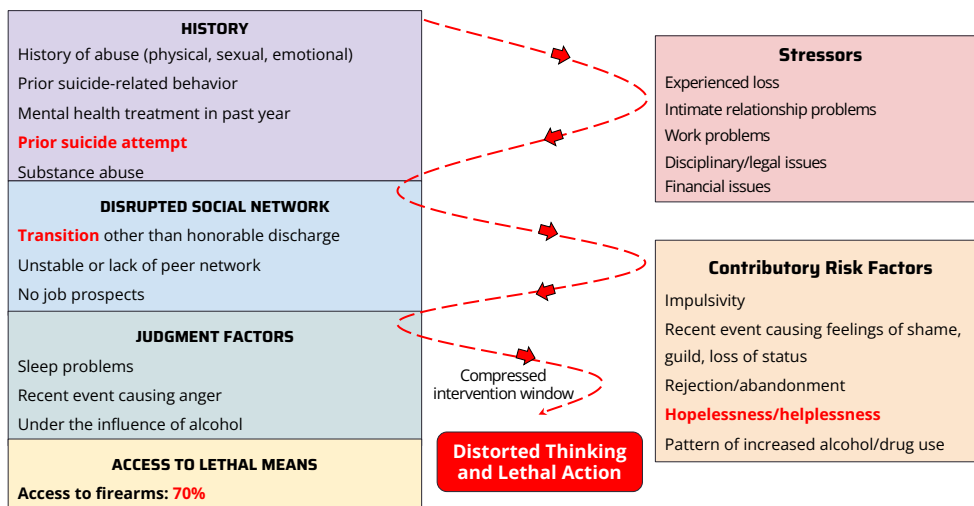 HISTORY
History of abuse (physical, sexual, emotional)
Prior suicide-related behavior
Mental health treatment in past year
Prior suicide attempt
Substance abuse
DISRUPTED SOCIAL NETWORK
Transition other than honorable discharge
Unstable or lack of peer network
No job prospects
JUDGMENT FACTORS
Sleep problems
Recent event causing anger
Under the influence of alcohol
ACCESS TO LETHAL MEANS
Access to firearms: 70%
Stressors
Experienced loss
Intimate relationship problems
Work problems
Disciplinary/legal issues
Financial issues
Contributory Risk Factors
Impulsivity
Recent event causing feelings of shame,
guild, loss of status
Rejection/abandonment
Hopelessness/helplessness
Pattern of increased alcohol/drug use
Compressed
intervention window
Distorted Thinking
and Lethal Action